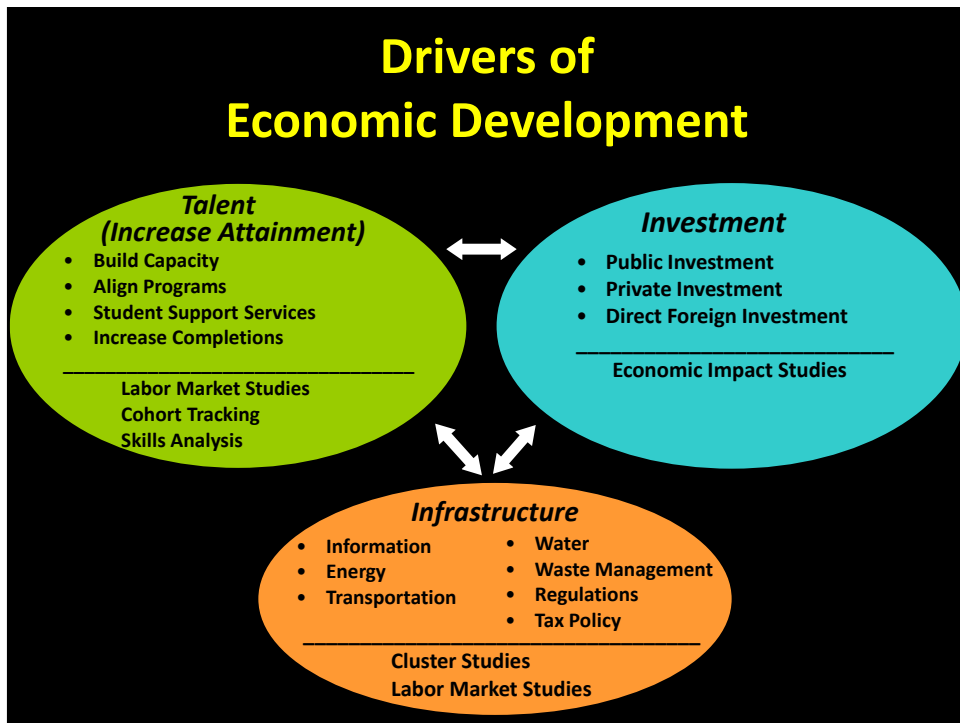 Drivers of
Economic Development
Talent
(Increase Attainment)
• Build Capacity
• Align Programs
• Student Support Services
• Increase Completions
Labor Market Studies
Cohort Tracking
Skills Analysis
Investment
• Public Investment
• Private Investment
• Direct Foreign Investment
Economic Impact Studies
Infrastructure
• Information
• Energy
• Transportation
• Water
• Waste Management
• Regulations
• Tax Policy
Cluster Studies
Labor Market Studies